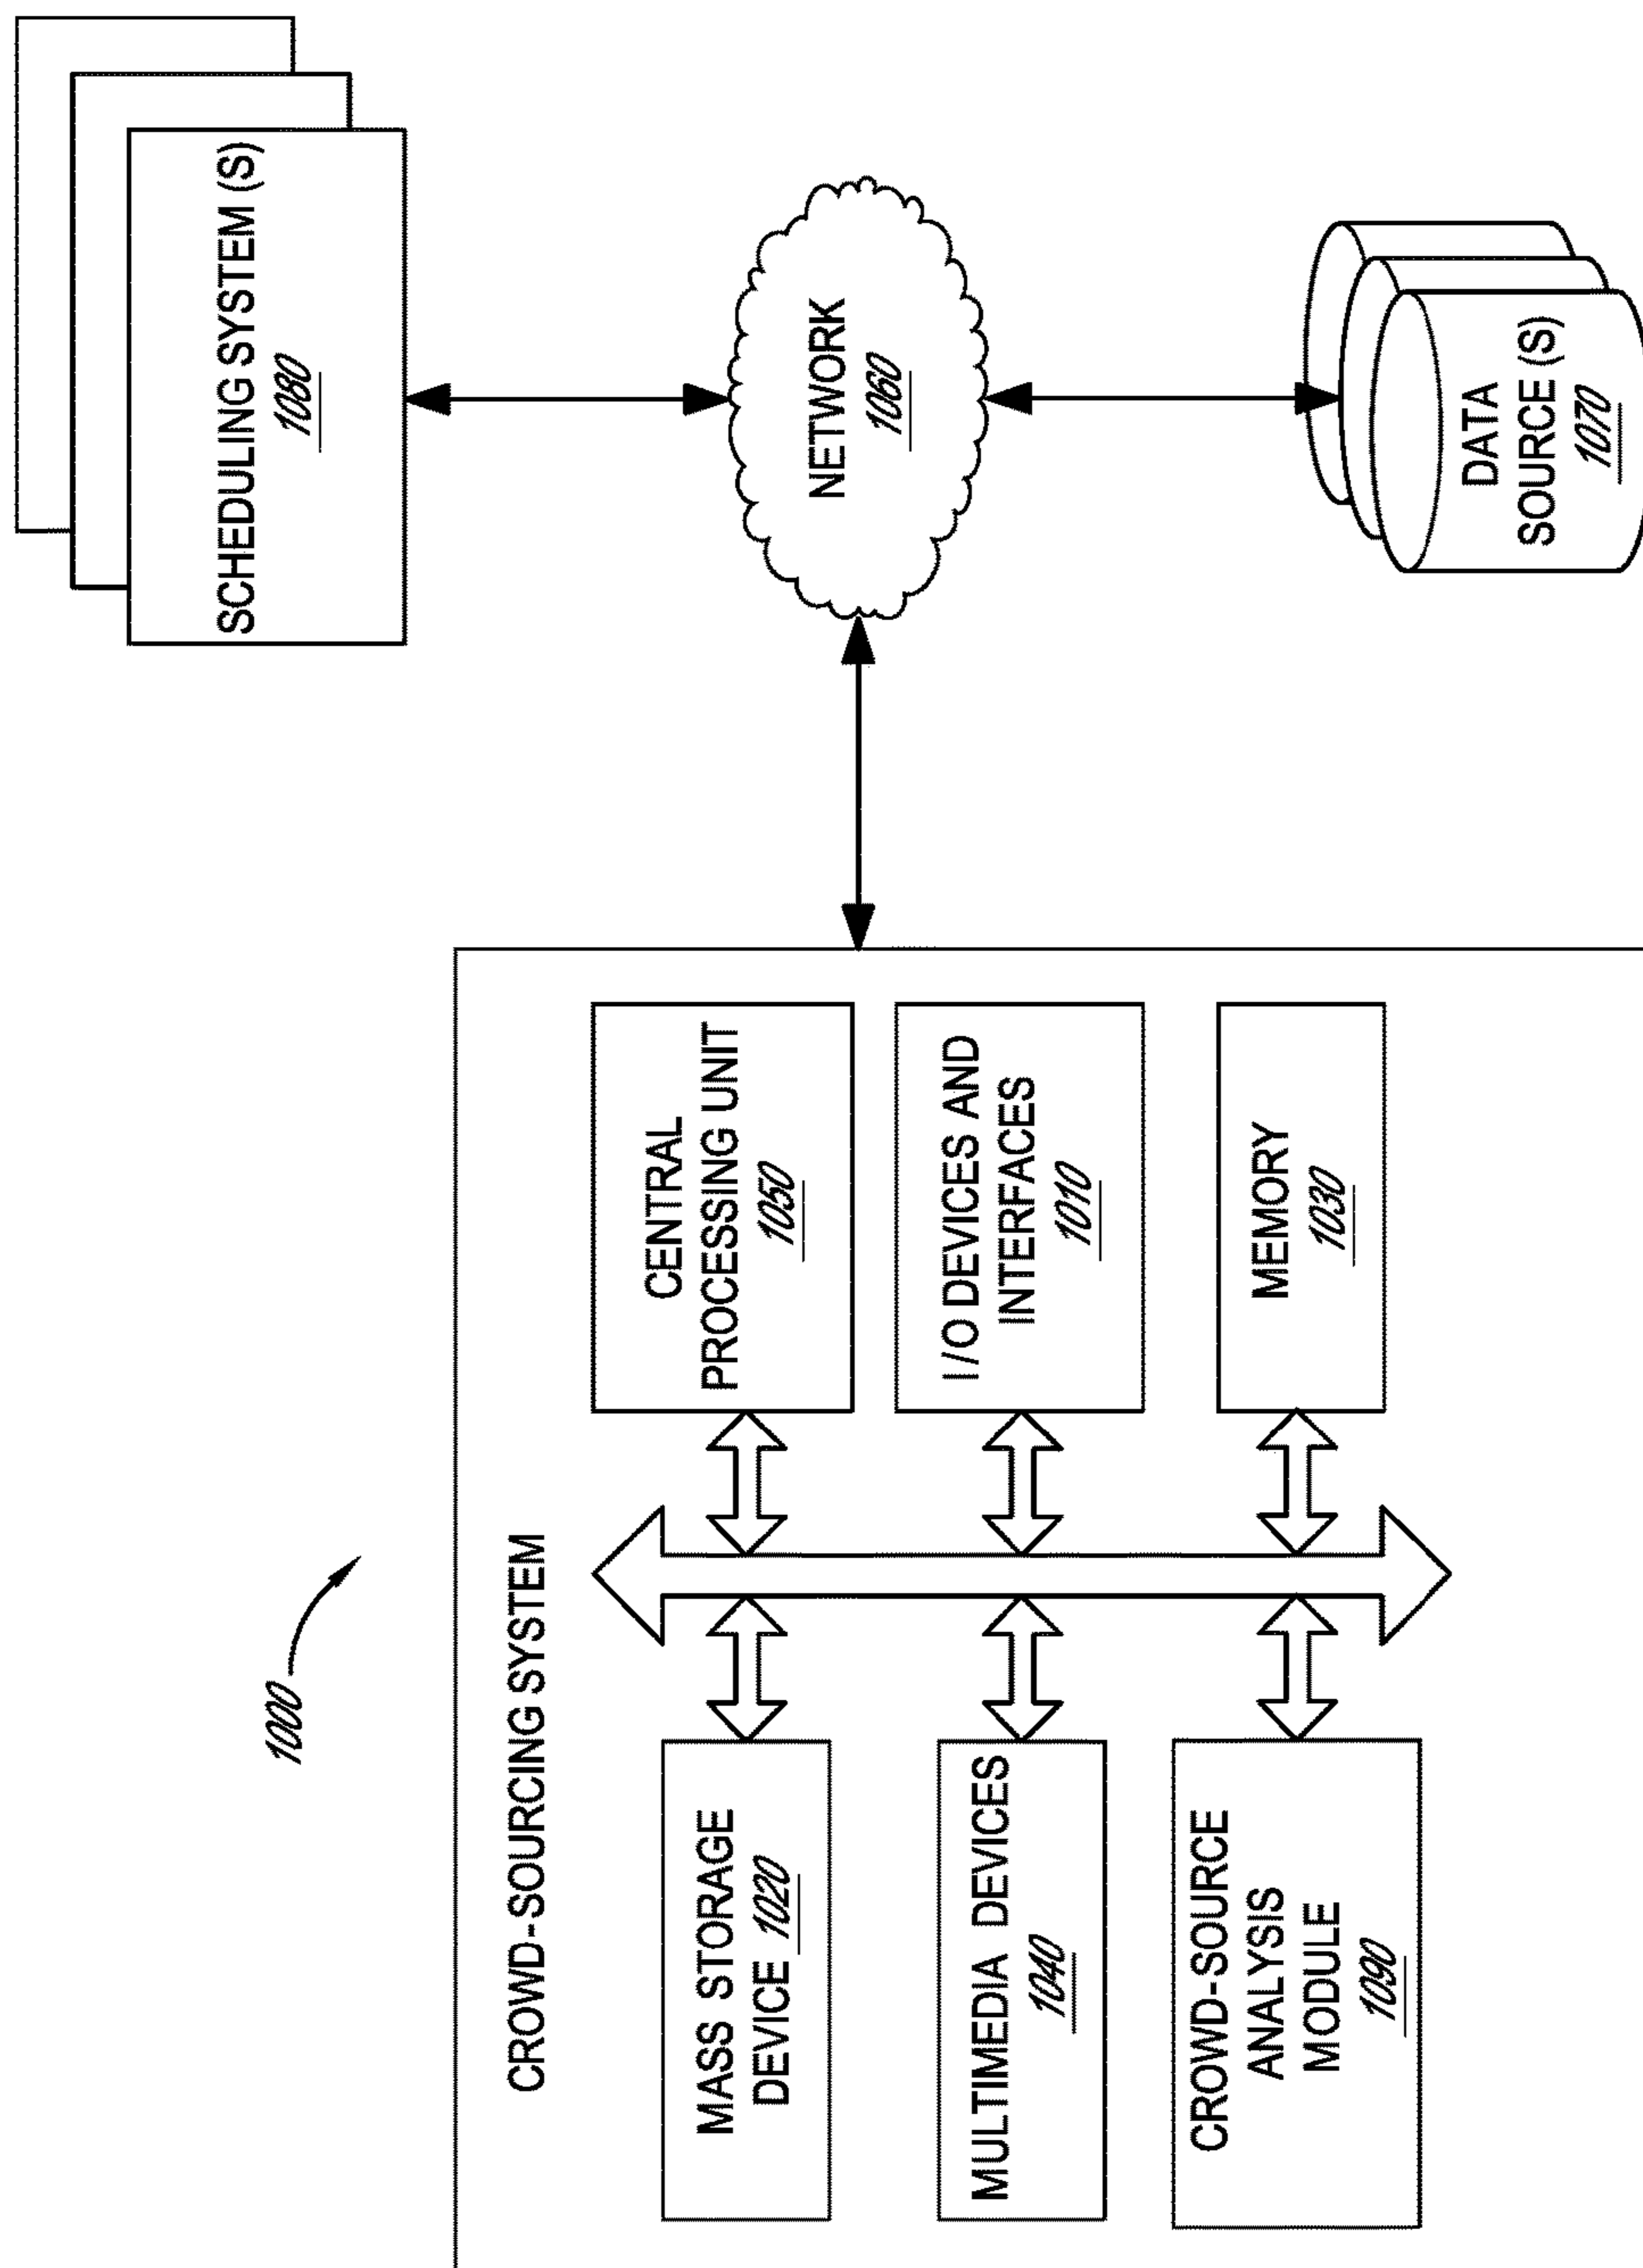 1000
CROWD-SOURCING SYSTEM
MASS STORAGE
DEVICE 1020
MULTIMEDIA DEVICES
1040
CROWD-SOURCE
ANALYSIS
MODULE
1090
CENTRAL
PROCESSING UNIT
1050
I/O DEVICES AND
INTERFACES
1010
MEMORY
1030
SCHEDULING SYSTEM (S)
1080
NETWORK
1060
DATA
SOURCE (S)
1070